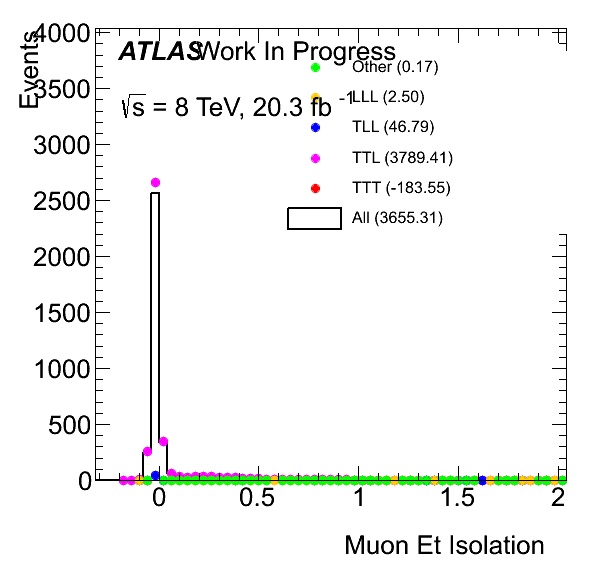 Events
ATLAS Work In Progress
√s = 8 TeV, 20.3 fb -1
Other (0.17)
LLL (2.50)
TLL (46.79)
TTL (3789.41)
TTT (-183.55)
All (3655.31)
4000
3500
3000
2500
2000
1500
1000
500
0
0 0.5 1 1.5 2
Muon Et Isolation